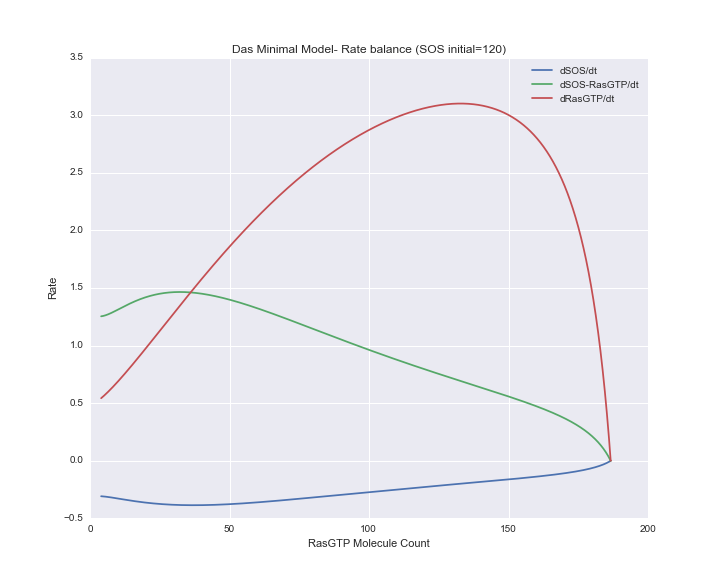 Das Minimal Model- Rate balance (SOS initial=120)
3.5
3.0
2.5
2.0
1.5
1.0
0.5
0.0
−0.5
Rate
dSOS/dt
dSOS-RasGTP/dt
dRasGTP/dt
0 50 100 150 200
RasGTP Molecule Count